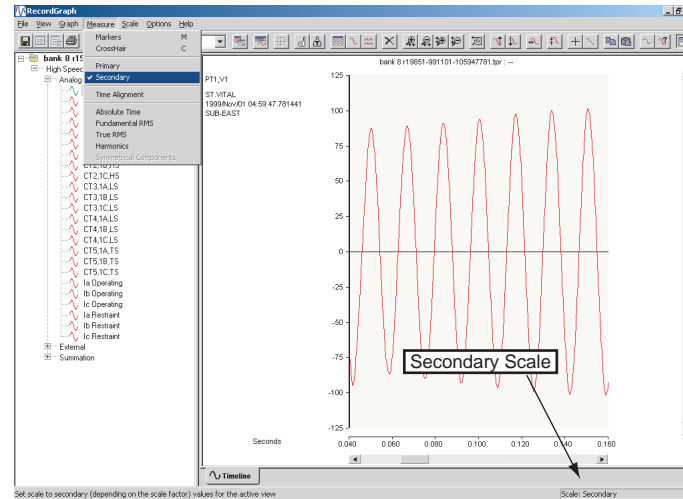 RecordGraph
File View Graph Measure Scale Options Help
Markers M
CrossHair C
Primary
Secondary
Time Alignment
Absolute Time
Fundamental RMS
True RMS
Harmonics
Symmetrical Components
bank 8 r19
High Speed
Analog
CT2,1C,HS
CT3,1A,LS
CT3,1B,LS
CT3,1C,LS
CT4,1A,LS
CT4,1B,LS
CT4,1C,LS
CT5,1A,TS
CT5,1B,TS
CT5,1C,TS
Ia Operating
Ib Operating
Ic Operating
Ia Restraint
Ib Restraint
Ic Restraint
External
Summation
bank 8 r19851-991101-105947781.tpr : --
PT1,V1
ST.VITAL
1999/Nov/01 04:59:47.781441
SUB-EAST
125
100
75
50
25
0
-25
-50
-75
-100
-125
Secondary Scale
Seconds
0.040 0.060 0.080 0.100 0.120 0.140 0.160
Timeline
Set scale to secondary (depending on the scale factor) values for the active view
Scale: Secondary